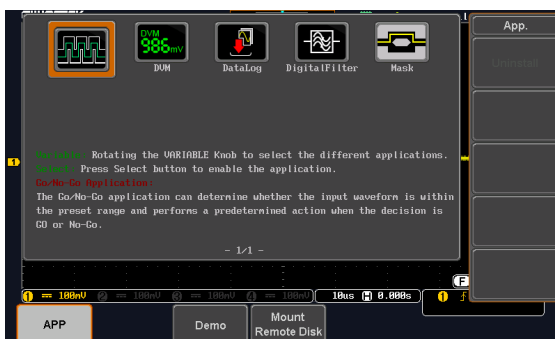 App.
Uninstall
DVM
986mV
DVM
DataLog
DigitalFilter
Mask
Variable: Rotating the VARIABLE Knob to select the different applications.
Select: Press Select button to enable the application.
Go/No-Go Application:
The Go/No-Go application can determine whether the input waveform is within
the preset range and performs a predetermined action when the decision is
GO or No-Go.
- 1/1 -
1
F
1 100mV 2 100mV 3 100mV 4 100mV 10us H 0.000s 1
APP
Demo
Mount
Remote Disk